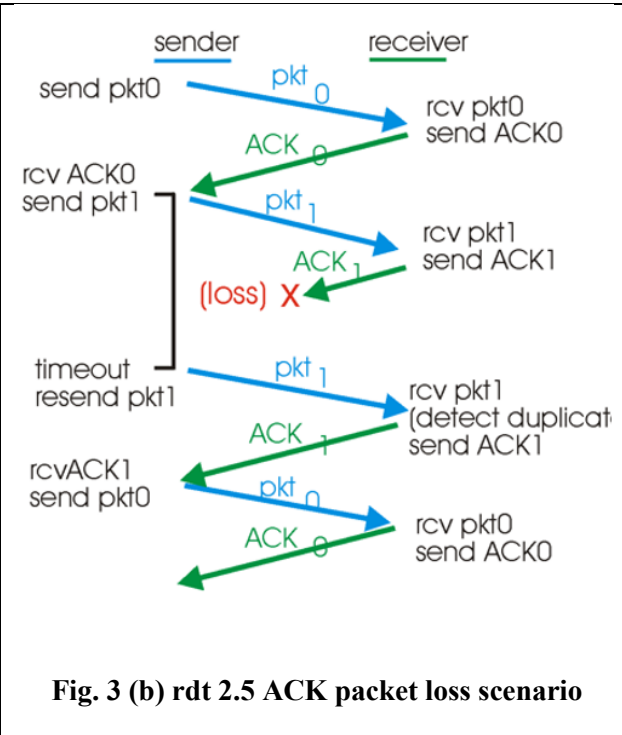 sender receiver
send pkt0
pkt 0
rcv pkt0
send ACK0
ACK 0
rcv ACK0
send pkt1
pkt 1
rcv pkt1
send ACK1
ACK 1
(loss) X
timeout
resend pkt1
pkt 1
rcv pkt1
(detect duplicat
send ACK1
ACK 1
rcvACK1
send pkt0
pkt 0
rcv pkt0
send ACK0
ACK 0
Fig. 3 (b) rdt 2.5 ACK packet loss scenario